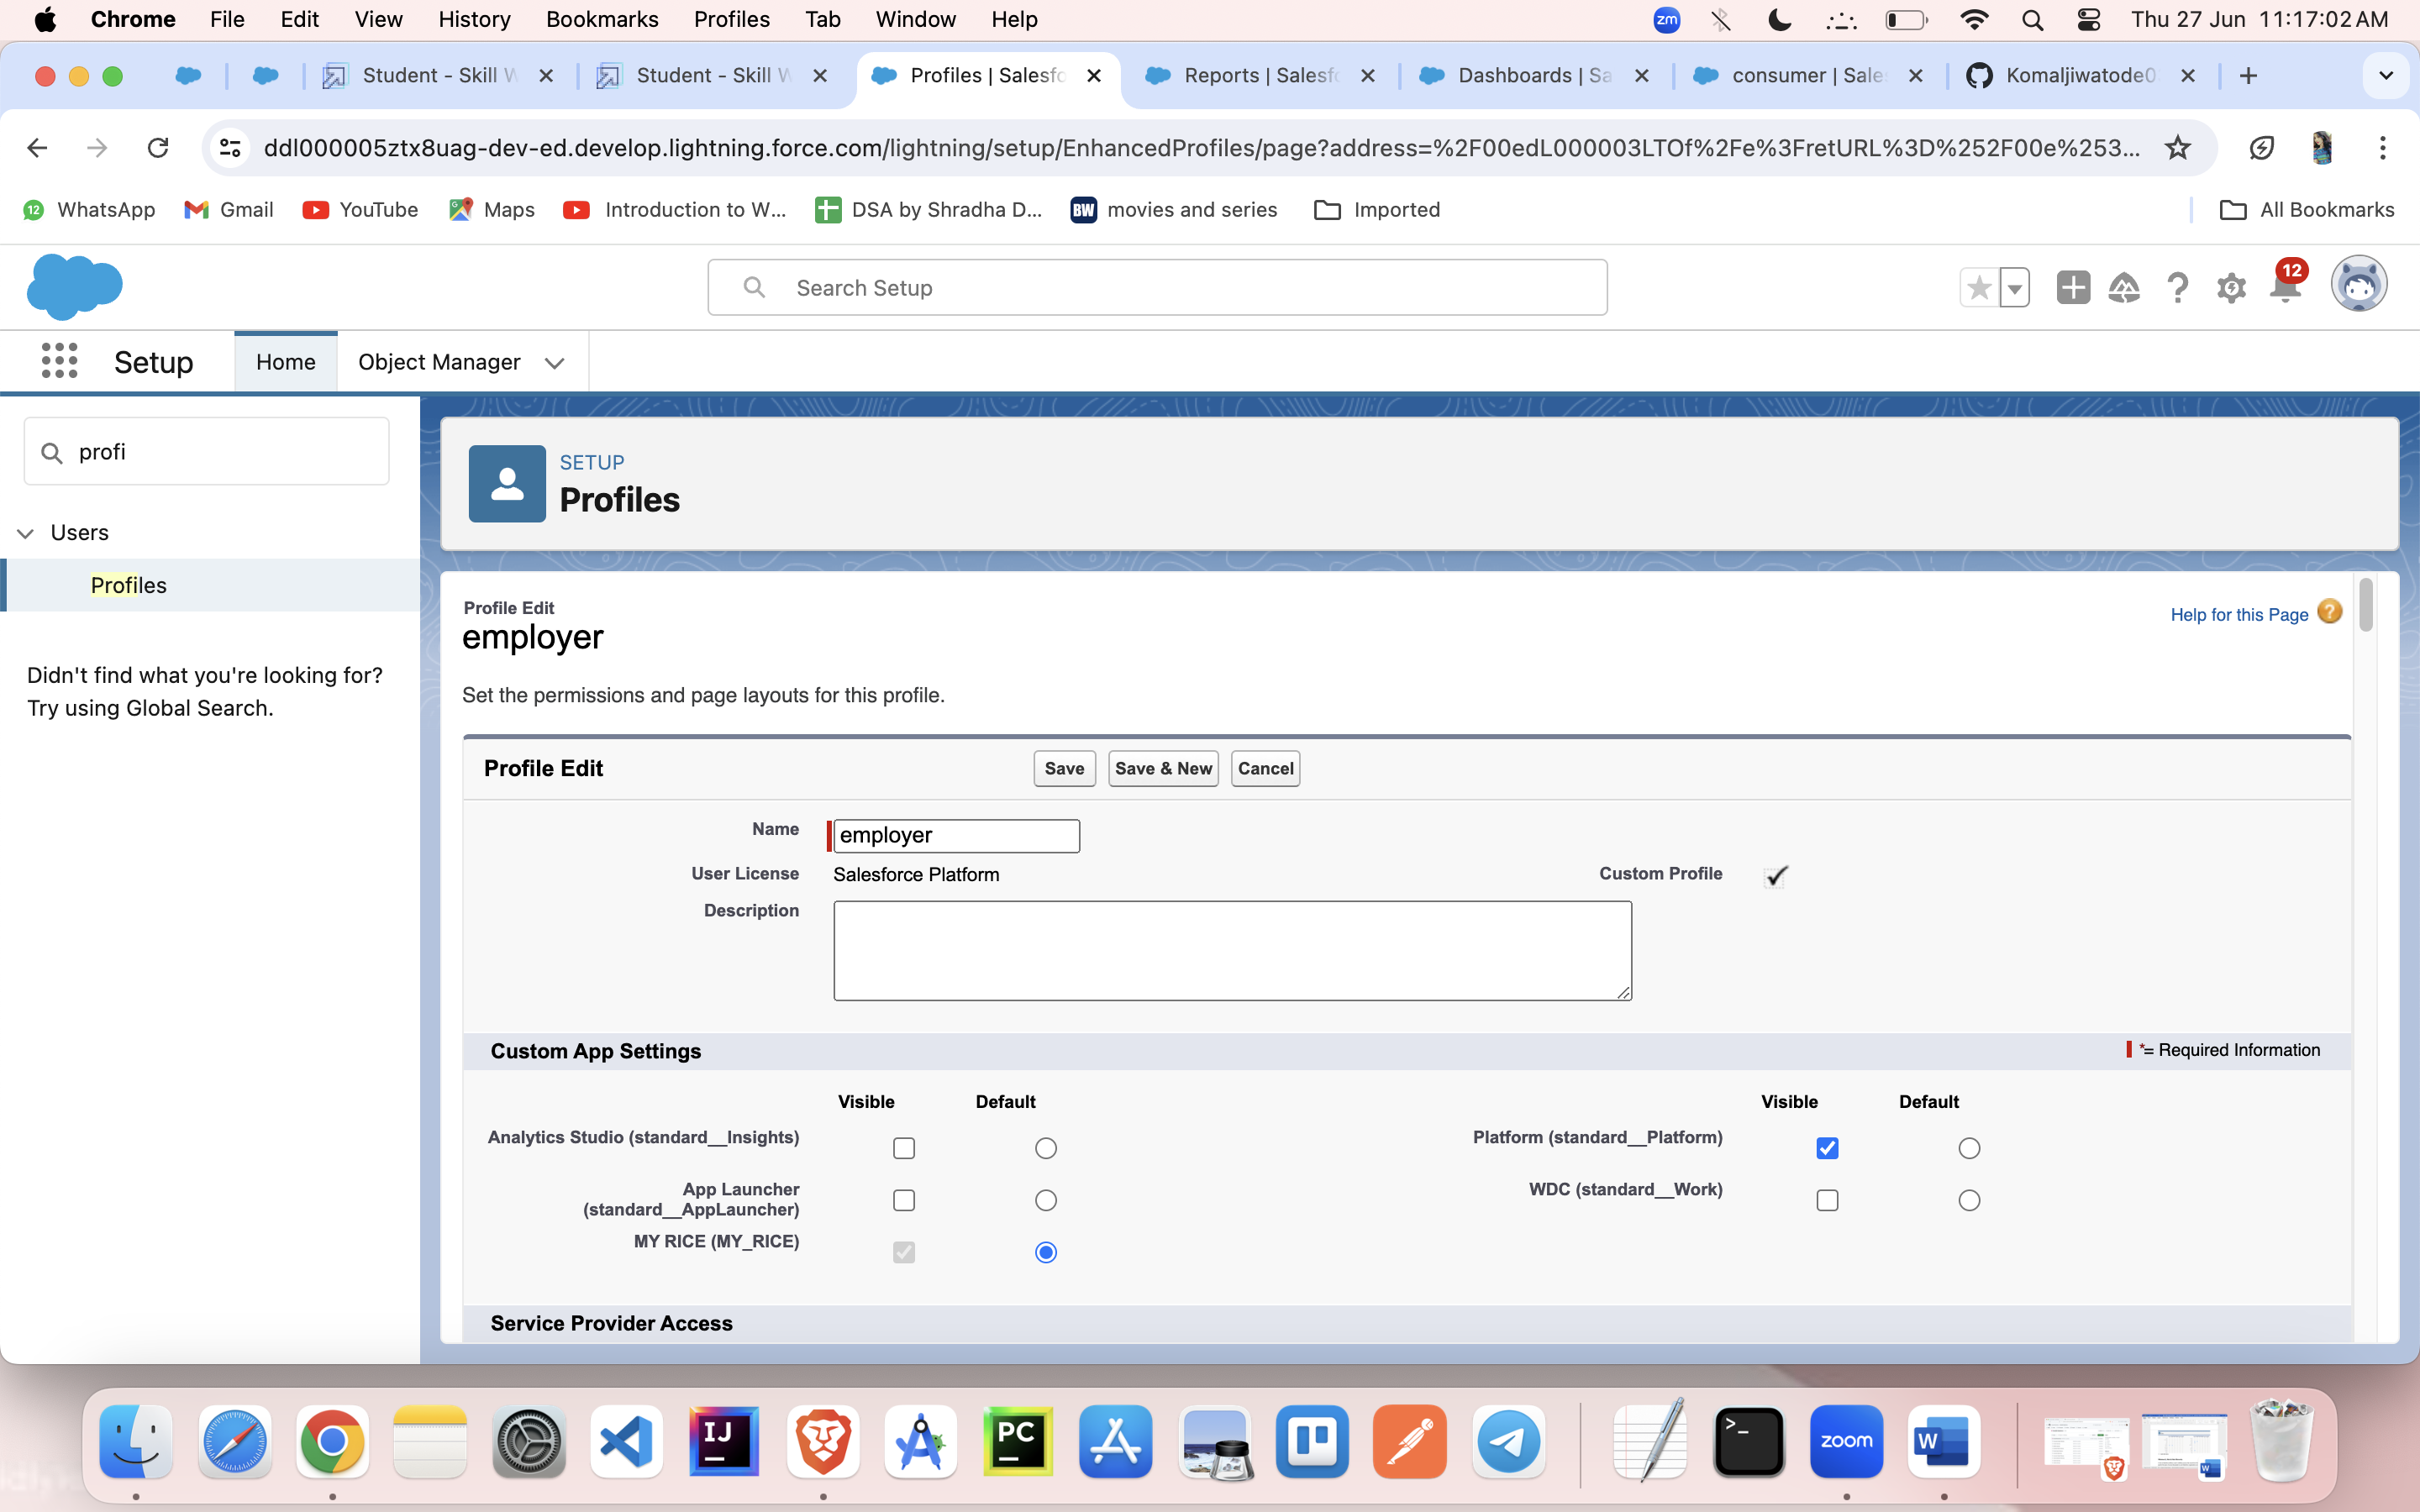 Chrome File Edit View History Bookmarks Profiles Tab Window Help zm Thu 27 Jun 11:17:02 AM
Student - Skill W Student - Skill W Profiles | Salesfo Reports | Salesfo Dashboards | Sa consumer | Sale Komaljiwatode0
ddl000005ztx8uag-dev-ed.develop.lightning.force.com/lightning/setup/EnhancedProfiles/page?address=%2F00edL000003LTOf%2Fe%3FretURL%3D%252F00e%253...
12 WhatsApp Gmail YouTube Maps Introduction to W... DSA by Shradha D... BW movies and series Imported All Bookmarks
Search Setup
12
Setup Home Object Manager
profi
Users
Profiles
Didn't find what you're looking for?
Try using Global Search.
SETUP
Profiles
Profile Edit
employer
Help for this Page ?
Set the permissions and page layouts for this profile.
Profile Edit Save Save & New Cancel
Name employer
User License Salesforce Platform Custom Profile
Description
Custom App Settings *= Required Information
Visible Default Visible Default
Analytics Studio (standard__Insights) Platform (standard__Platform)
App Launcher WDC (standard__Work)
(standard__AppLauncher)
MY RICE (MY_RICE)
Service Provider Access
IJ PC >_ zoom W